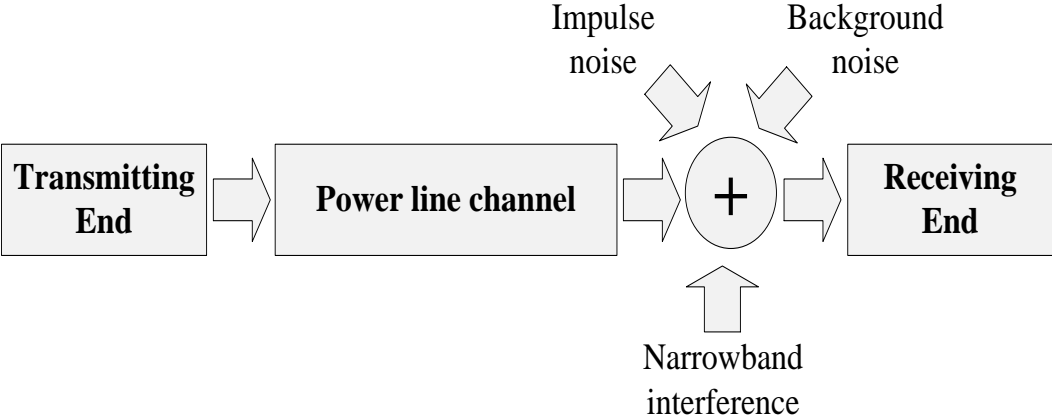 Impulse
noise
Background
noise
Transmitting
End
Power line channel
+
Receiving
End
Narrowband
interference